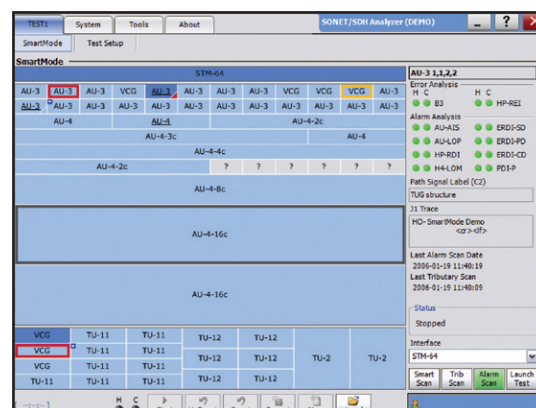 TEST1 System Tools About SONET/SDH Analyzer (DEMO)
SmartMode Test Setup
SmartMode
STM-64
AU-3 AU-3 AU-3 VCG AU-3 AU-3 AU-3 AU-3 VCG VCG VCG AU-3
AU-3 AU-3 AU-3 AU-3 AU-3 AU-3 AU-3 AU-3 AU-3 AU-3 AU-3 AU-3
AU-4 AU-4 AU-4-2c
AU-4-3c AU-4
AU-4-4c
AU-4-2c ? ? ? ? ? ?
AU-4-8c
AU-4-16c
AU-4-16c
VCG TU-11 TU-11 TU-12 TU-12 TU-2 TU-2
VCG TU-11 TU-11 TU-12 TU-12
VCG TU-11 TU-11
TU-11 TU-11 TU-11 TU-12 TU-12
H C
AU-3 1,1,2,2
Error Analysis
H C H C
B3 HP-REI
Alarm Analysis
AU-AIS ERDI-SD
AU-LOP ERDI-PD
HP-RDI ERDI-CD
H4-LOM PDI-P
Path Signal Label (C2)
TUG structure
J1 Trace
HO- SmartMode Demo
<cr><lf>
Last Alarm Scan Date
2006-01-19 11:40:19
Last Tributary Scan
2006-01-19 11:40:09
Status
Stopped
Interface
STM-64
Smart Scan
Trib Scan
Alarm Scan
Launch Test